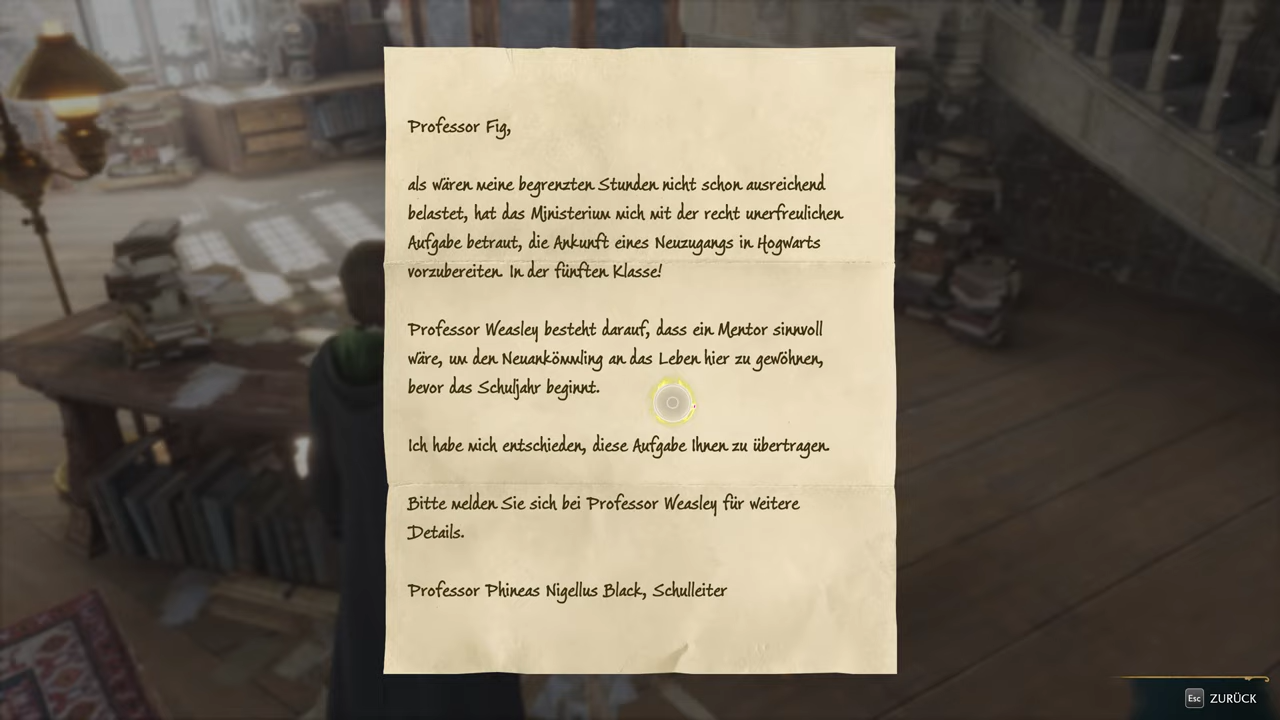 Professor Fig,
als wären meine begrenzten Stunden nicht schon ausreichend
belastet, hat das Ministerium mich mit der recht unerfreulichen
Aufgabe betraut, die Ankunft eines Neuzugangs in Hogwarts
vorzubereiten. In der fünften Klasse!
Professor Weasley besteht darauf, dass ein Mentor sinnvoll
wäre, um den Neuankömmling an das Leben hier zu gewöhnen,
bevor das Schuljahr beginnt.
Ich habe mich entschieden, diese Aufgabe Ihnen zu übertragen.
Bitte melden Sie sich bei Professor Weasley für weitere
Details.
Professor Phineas Nigellus Black, Schulleiter
Esc ZURÜCK